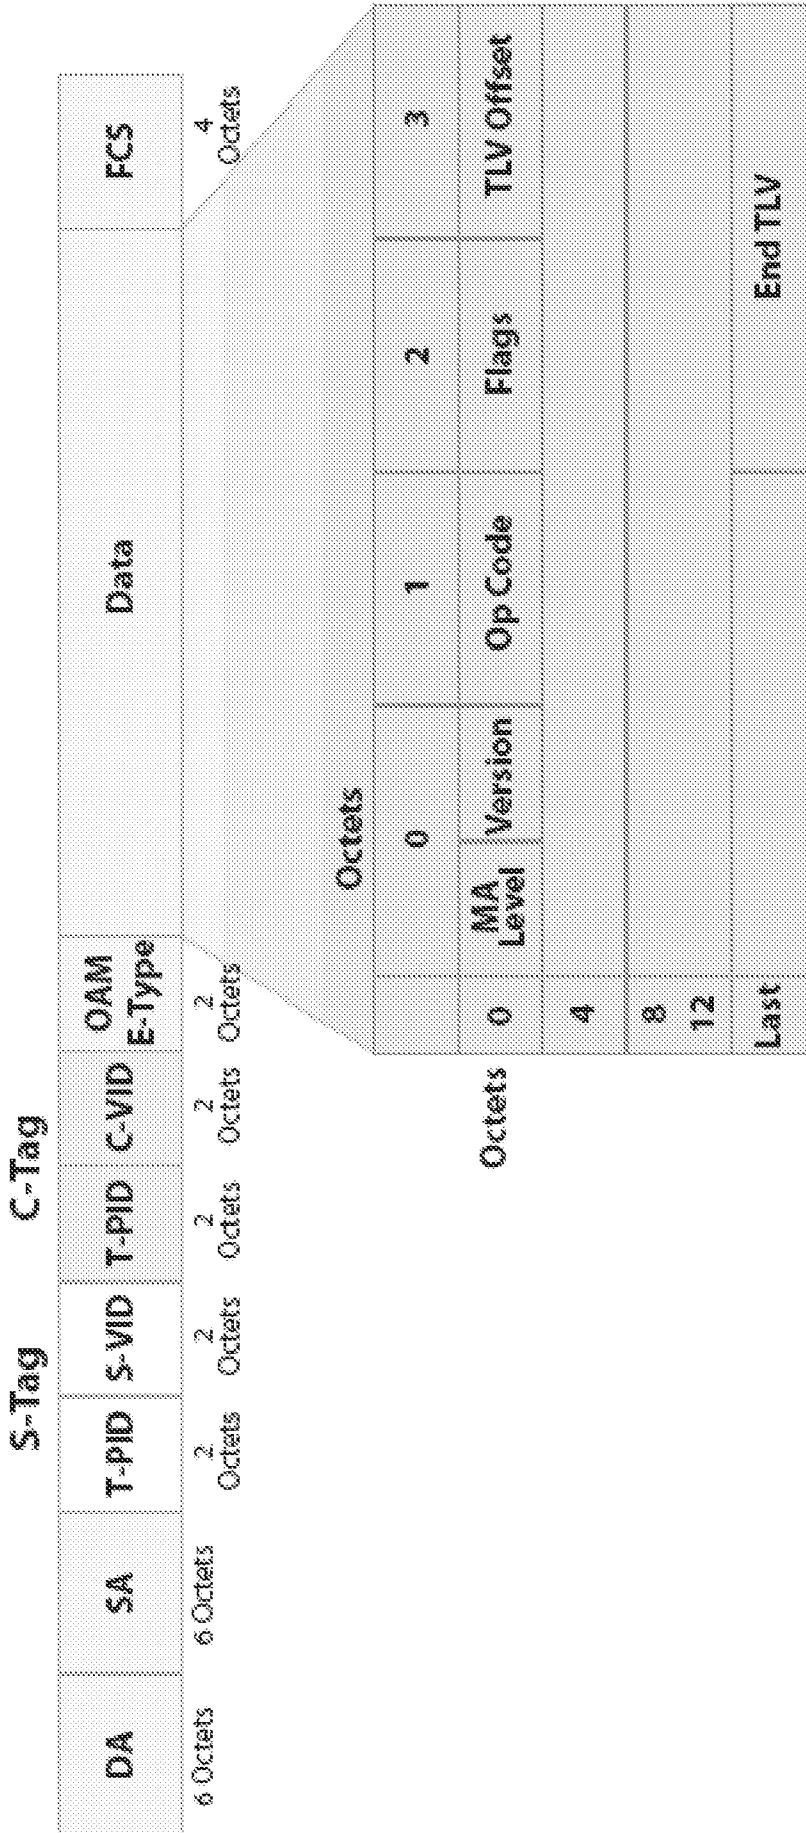 S-Tag C-Tag
DA SA T-PID S-VID T-PID C-VID OAM E-Type Data FCS
6 Octets 6 Octets 2 Octets 2 Octets 2 Octets 2 Octets 2 Octets 4 Octets
Octets
0 1 2 3
Octets 0 MA Level Version Op Code Flags TLV Offset
4
8
12
Last End TLV